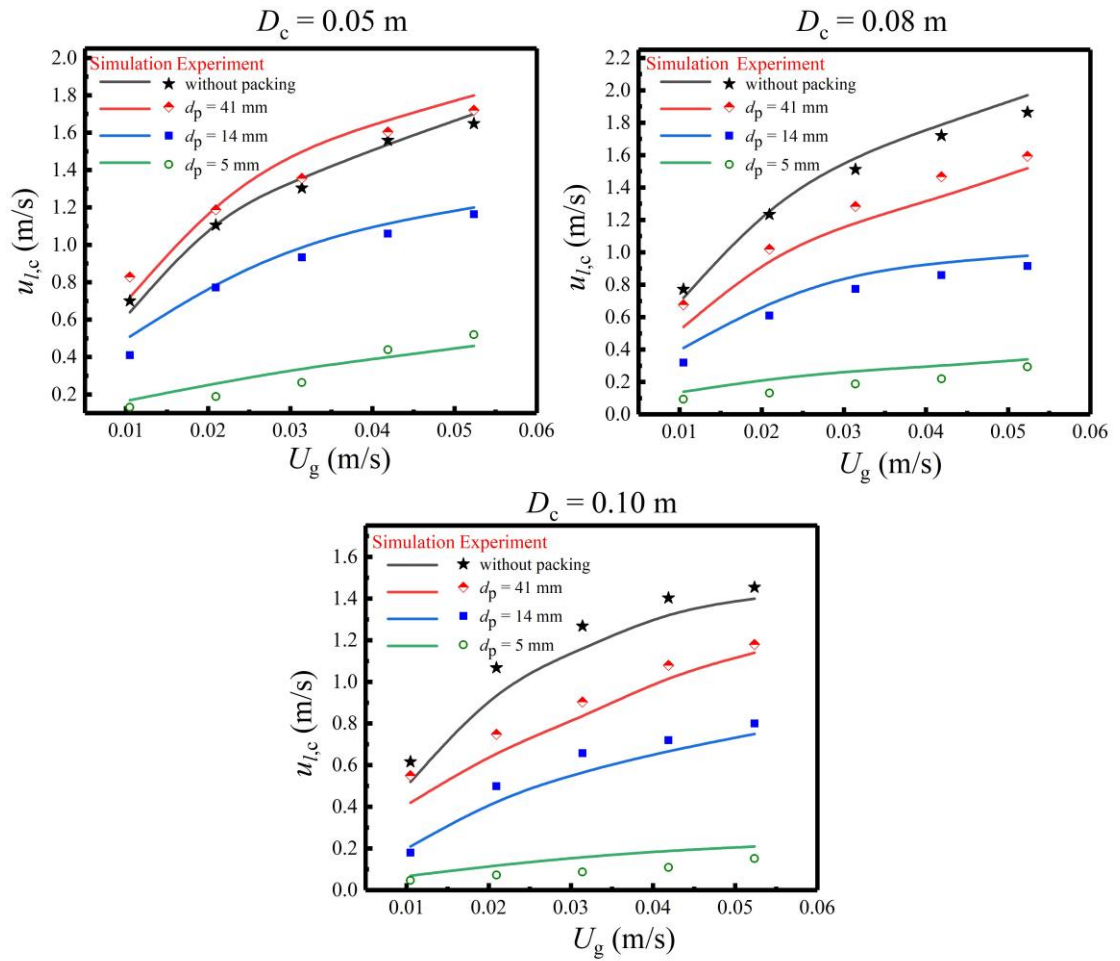 D_c = 0.05 m
Simulation Experiment
without packing
d_p = 41 mm
d_p = 14 mm
d_p = 5 mm
2.0
1.8
1.6
1.4
1.2
1.0
0.8
0.6
0.4
0.2
u_l,c (m/s)
0.01 0.02 0.03 0.04 0.05 0.06
U_g (m/s)
D_c = 0.08 m
Simulation Experiment
without packing
d_p = 41 mm
d_p = 14 mm
d_p = 5 mm
2.2
2.0
1.8
1.6
1.4
1.2
1.0
0.8
0.6
0.4
0.2
0.0
u_l,c (m/s)
0.01 0.02 0.03 0.04 0.05 0.06
U_g (m/s)
D_c = 0.10 m
Simulation Experiment
without packing
d_p = 41 mm
d_p = 14 mm
d_p = 5 mm
1.6
1.4
1.2
1.0
0.8
0.6
0.4
0.2
0.0
u_l,c (m/s)
0.01 0.02 0.03 0.04 0.05 0.06
U_g (m/s)